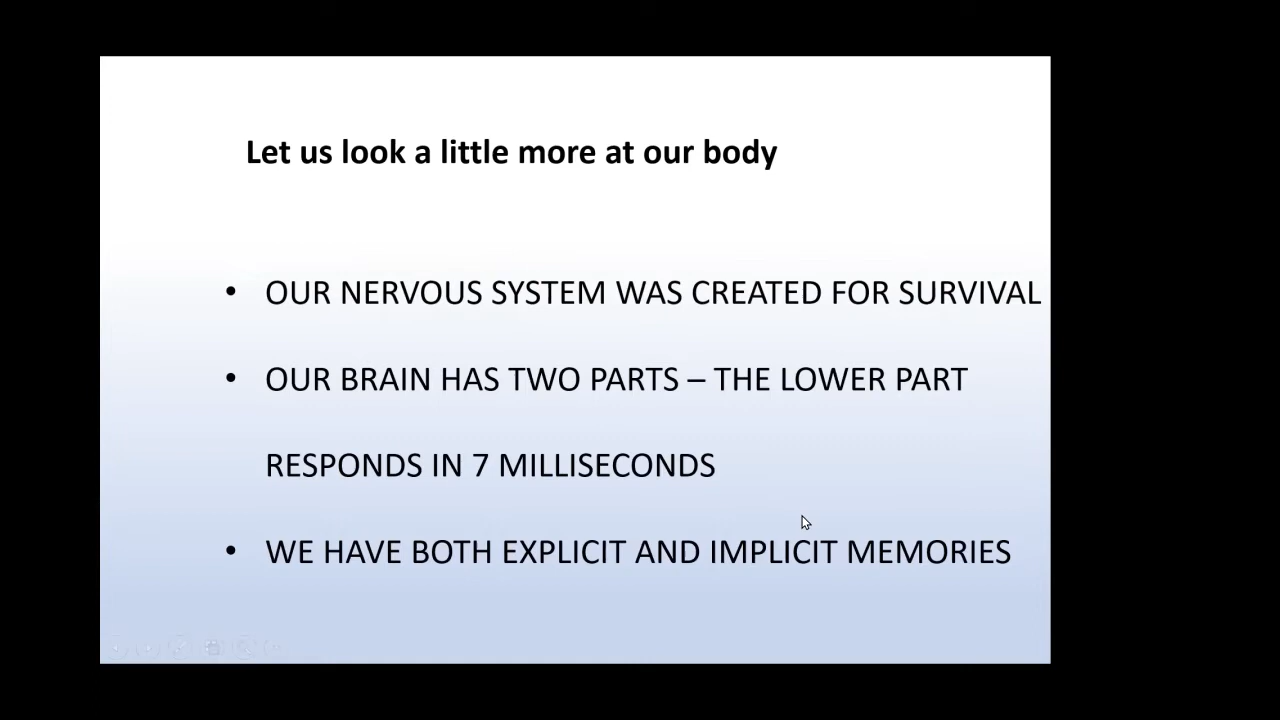 Let us look a little more at our body
• OUR NERVOUS SYSTEM WAS CREATED FOR SURVIVAL
• OUR BRAIN HAS TWO PARTS – THE LOWER PART
RESPONDS IN 7 MILLISECONDS
• WE HAVE BOTH EXPLICIT AND IMPLICIT MEMORIES